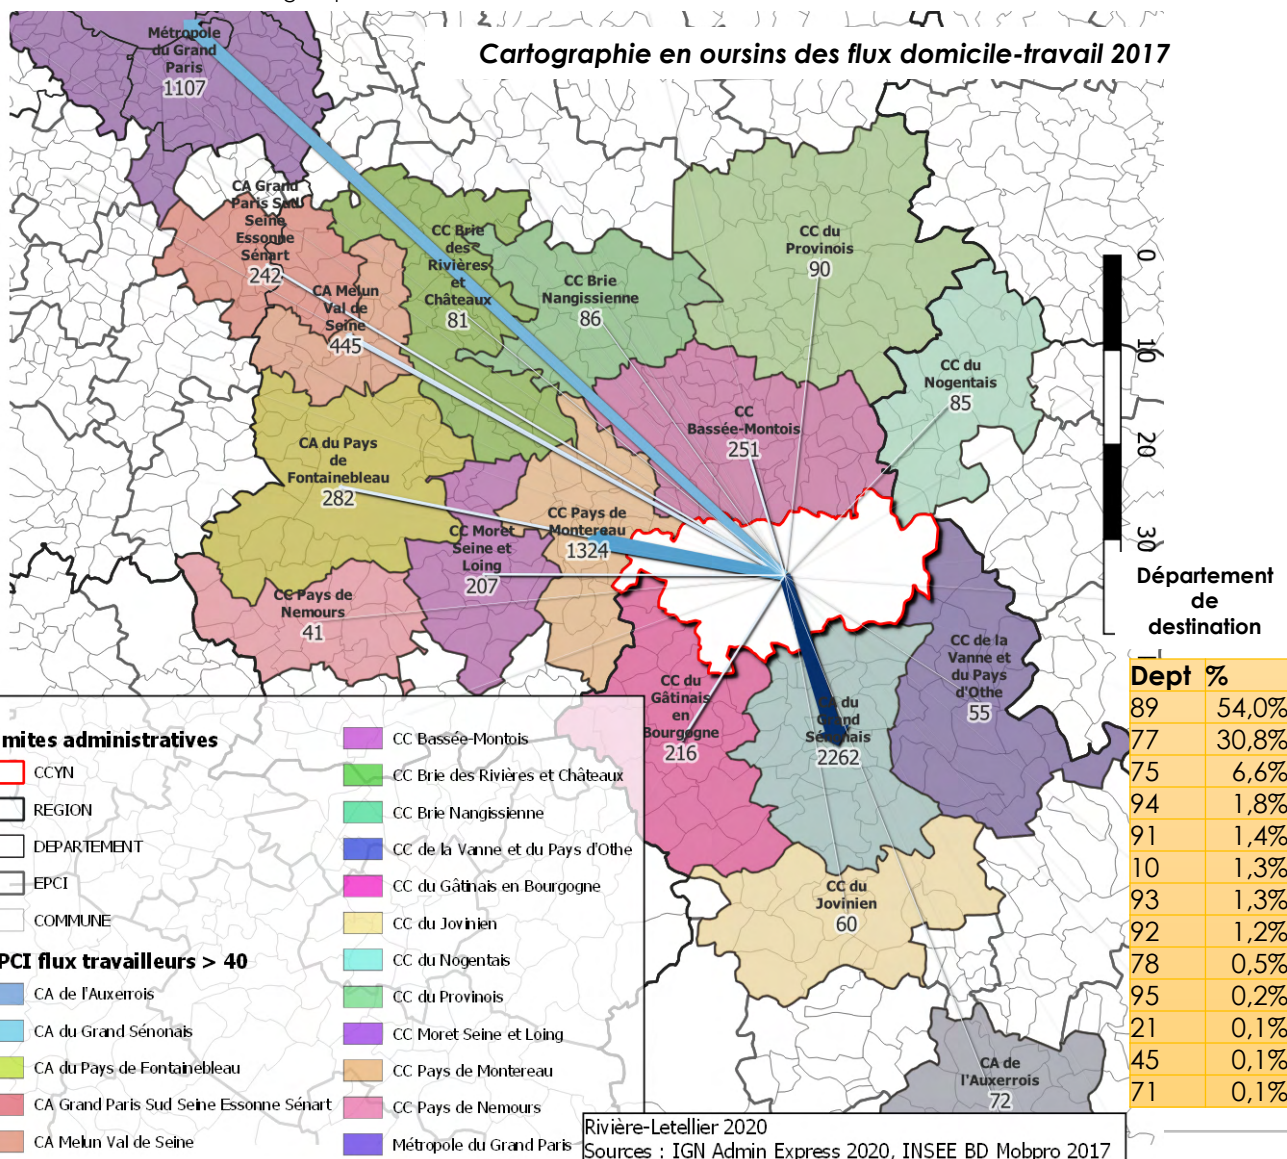 Cartographie en oursins des flux domicile-travail 2017
Métropole
du Grand
Paris
1107
CA Grand
Paris Sud
Seine
Essonne
Sénart
242
CA Melun
Val de
Seine
445
CC Brie
des
Rivières
et
Châteaux
81
CC Brie
Nangissienne
86
CC du
Provinois
90
CC du
Nogentais
85
CC
Bassée-Montois
251
CA du Pays
de
Fontainebleau
282
CC Pays de
Montereau
1324
CC Moret
Seine et
Loing
207
CC Pays de
Nemours
41
CC du
Gâtinais
en
Bourgogne
216
CA du
Grand
Sénonais
2262
CC de la
Vanne et
du Pays
d'Othe
55
CC du
Jovinien
60
CA de
l'Auxerrois
72
0
10
20
30
Département
de
destination
Dept %
89 54,0%
77 30,8%
75 6,6%
94 1,8%
91 1,4%
10 1,3%
93 1,3%
92 1,2%
78 0,5%
95 0,2%
21 0,1%
45 0,1%
71 0,1%
mites administratives
CCYN
REGION
DEPARTEMENT
EPCI
COMMUNE
PCI flux travailleurs > 40
CA de l'Auxerrois
CA du Grand Sénonais
CA du Pays de Fontainebleau
CA Grand Paris Sud Seine Essonne Sénart
CA Melun Val de Seine
CC Bassée-Montois
CC Brie des Rivières et Châteaux
CC Brie Nangissienne
CC de la Vanne et du Pays d'Othe
CC du Gâtinais en Bourgogne
CC du Jovinien
CC du Nogentais
CC du Provinois
CC Moret Seine et Loing
CC Pays de Montereau
CC Pays de Nemours
Métropole du Grand Paris
Rivière-Letellier 2020
Sources : IGN Admin Express 2020, INSEE BD Mobpro 2017